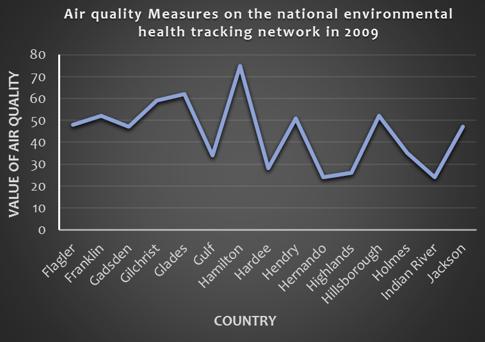 Air quality Measures on the national environmental
health tracking network in 2009
VALUE OF AIR QUALITY
80
70
60
50
40
30
20
10
0
Flagler
Franklin
Gadsden
Gilchrist
Glades
Gulf
Hamilton
Hardee
Hendry
Hernando
Highlands
Hillsborough
Holmes
Indian River
Jackson
COUNTRY